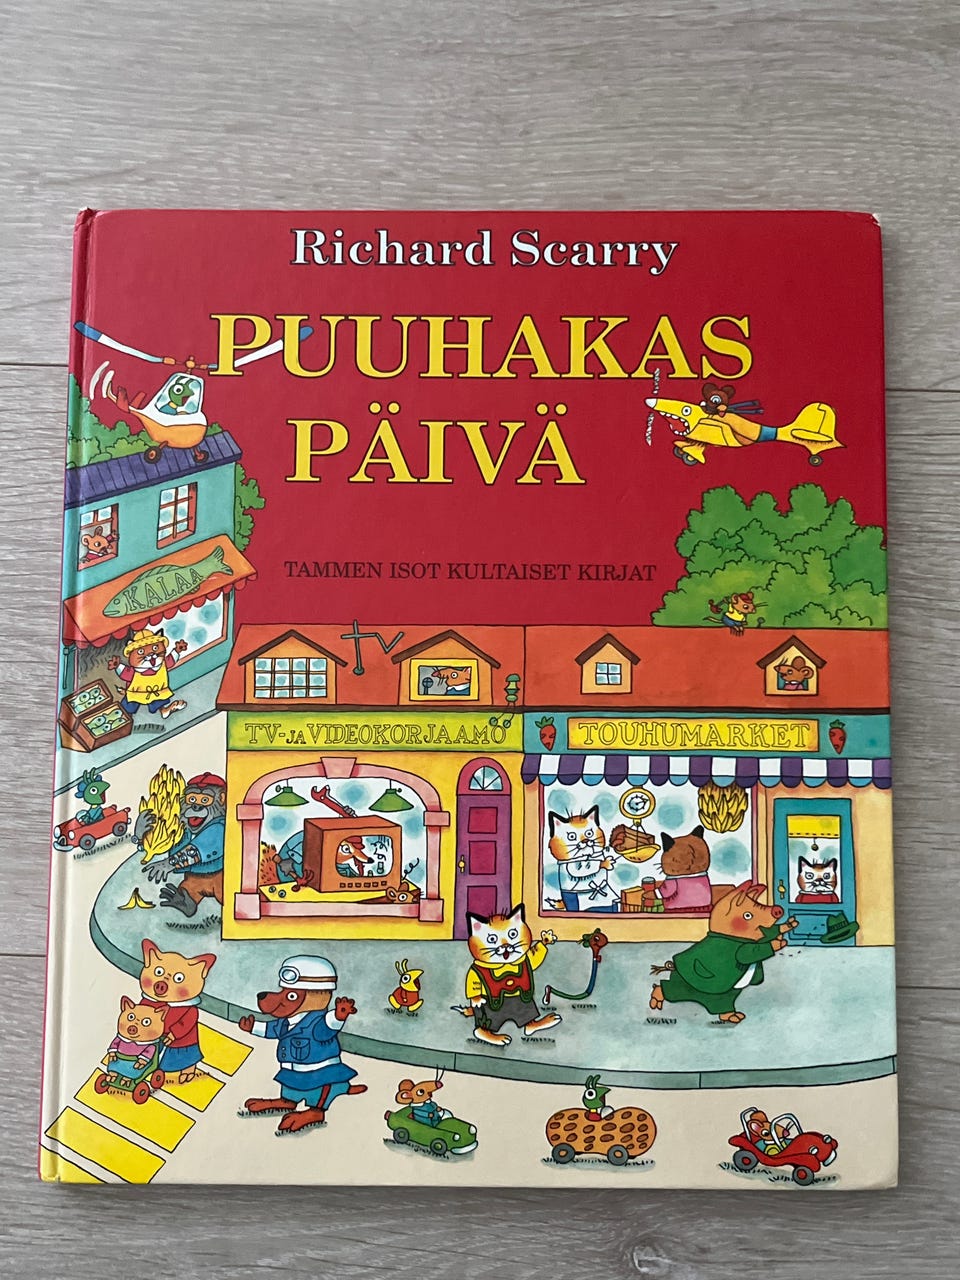 Richard Scarry
PUUHAKAS
PÄIVÄ
TAMMEN ISOT KULTAISET KIRJAT
KALAA
tv
TV-JA VIDEOKORJAAMO
TOUHUMARKET